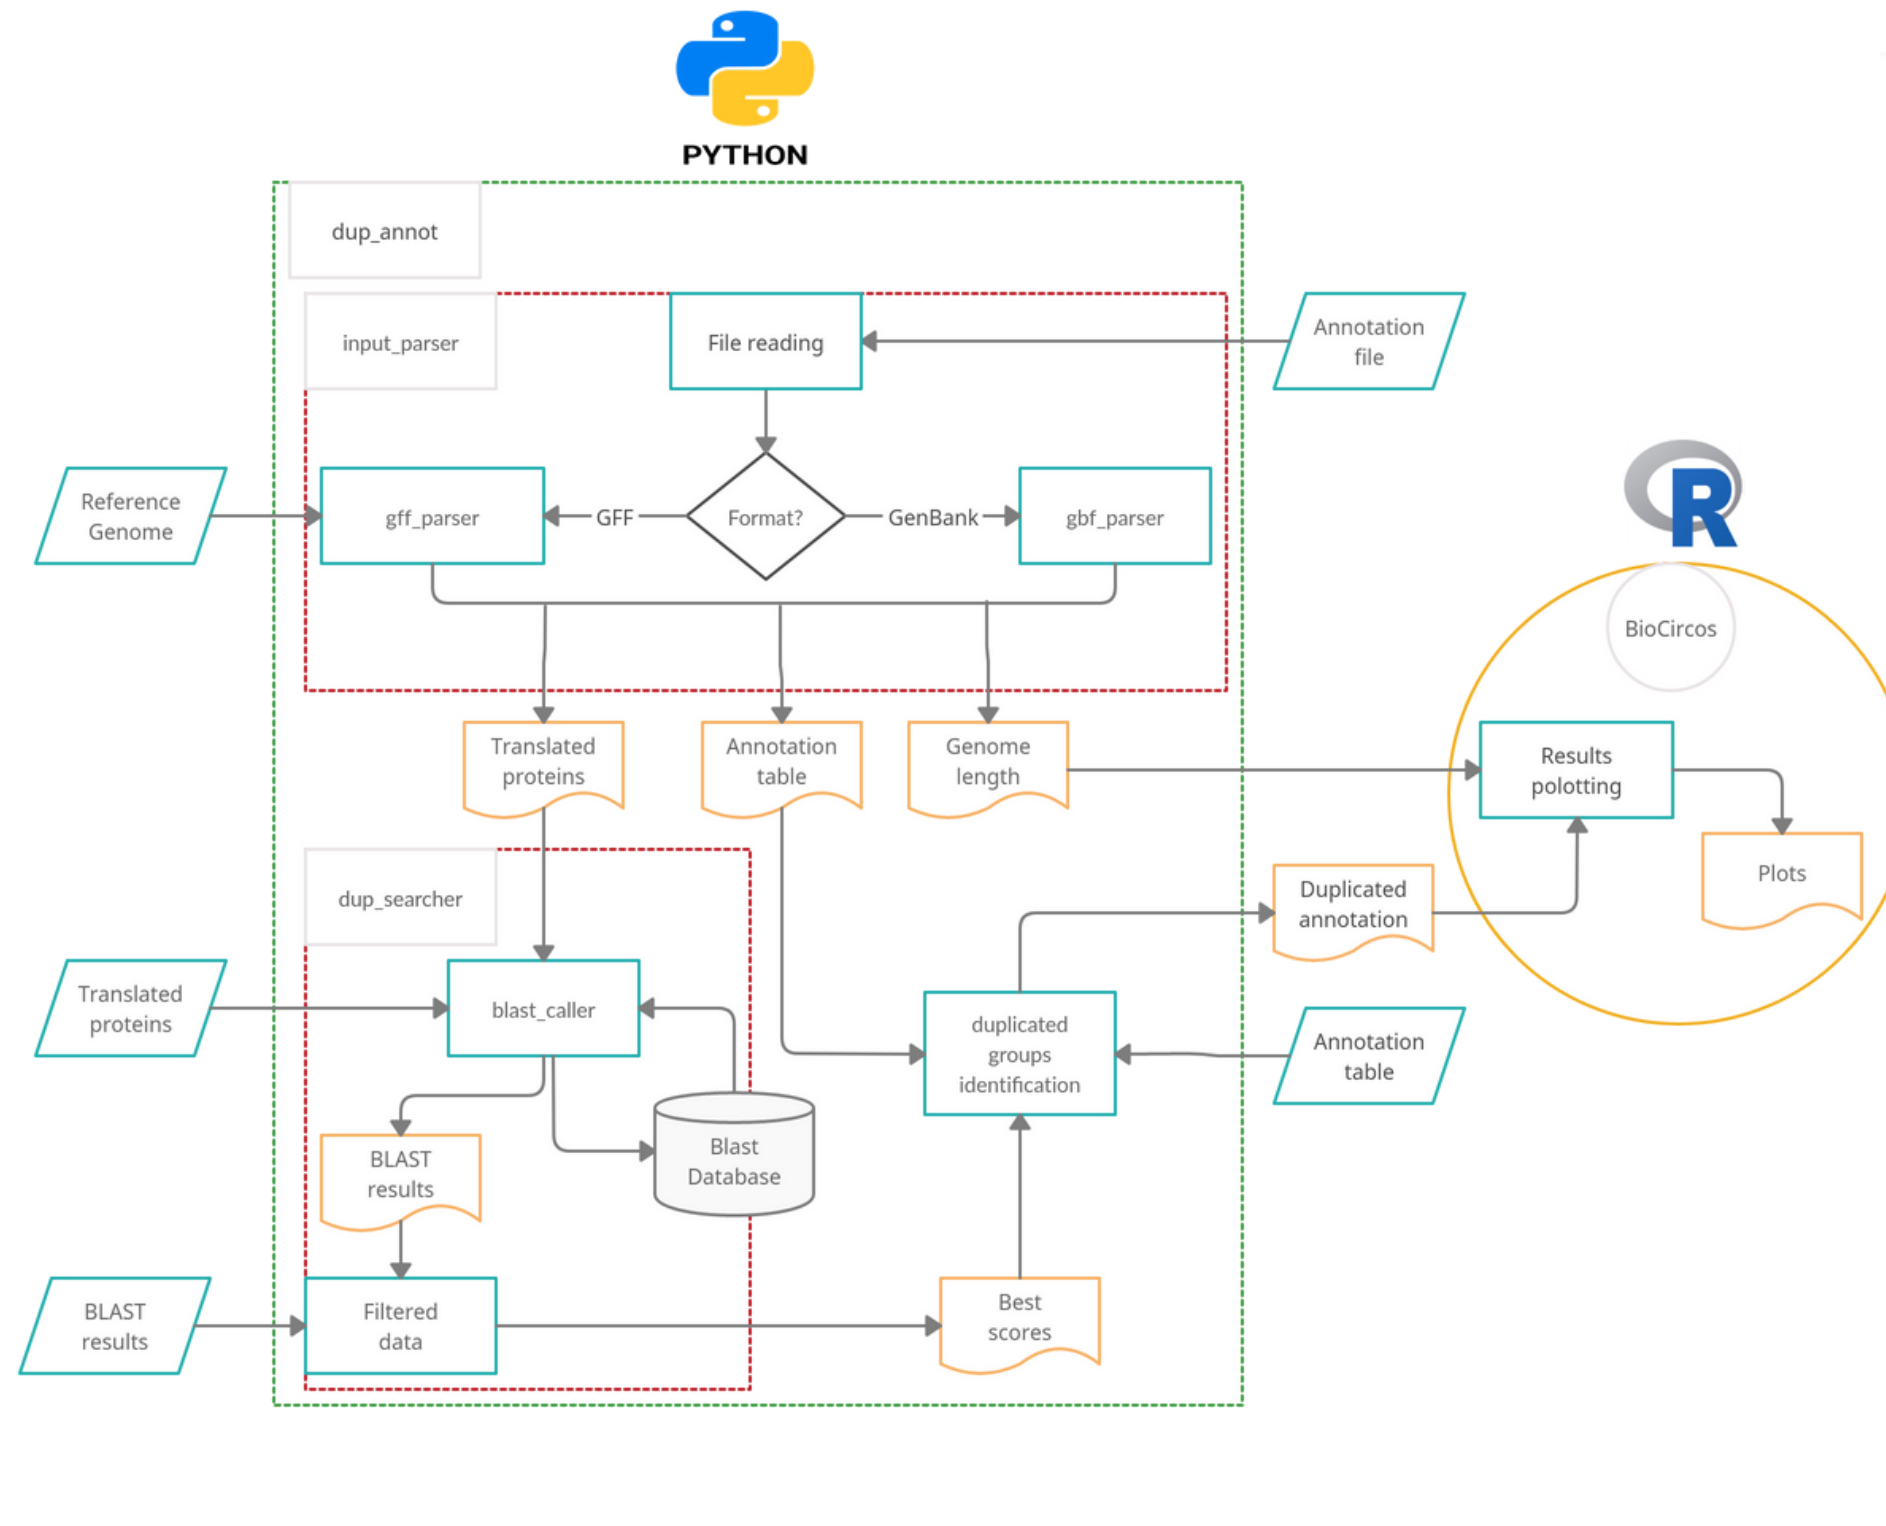 PYTHON
dup_annot
input_parser
File reading
Annotation
file
Reference
Genome
gff_parser
GFF
Format?
GenBank
gbf_parser
R
BioCircos
Translated
proteins
Annotation
table
Genome
length
Results
polotting
Plots
dup_searcher
Duplicated
annotation
Translated
proteins
blast_caller
duplicated
groups
identification
Annotation
table
BLAST
results
Blast
Database
BLAST
results
Filtered
data
Best
scores